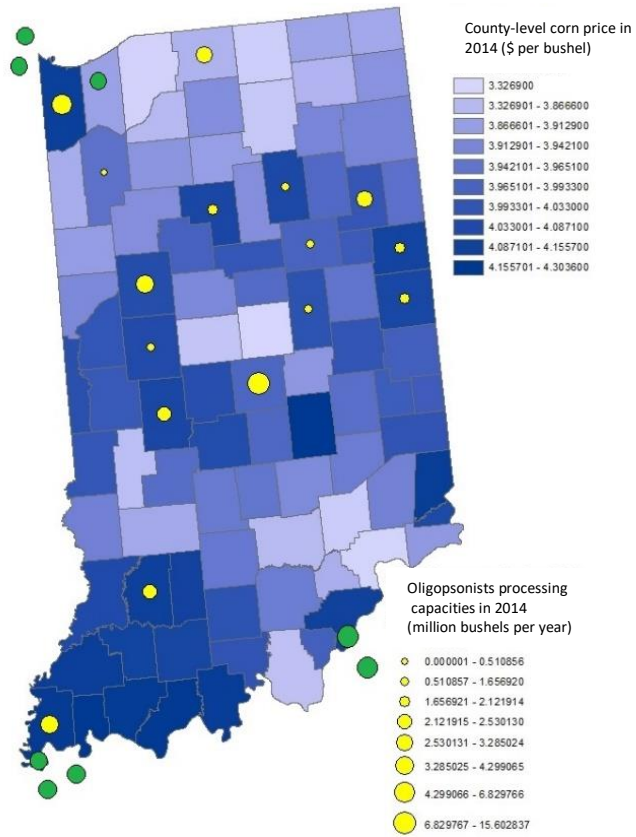 County-level corn price in
2014 ($ per bushel)
3.326900
3.326901 - 3.866600
3.866601 - 3.912900
3.912901 - 3.942100
3.942101 - 3.965100
3.965101 - 3.993300
3.993301 - 4.033000
4.033001 - 4.087100
4.087101 - 4.155700
4.155701 - 4.303600
Oligopsonists processing
capacities in 2014
(million bushels per year)
0.000001 - 0.510856
0.510857 - 1.656920
1.656921 - 2.121914
2.121915 - 2.530130
2.530131 - 3.285024
3.285025 - 4.299065
4.299066 - 6.829766
6.829767 - 15.602837